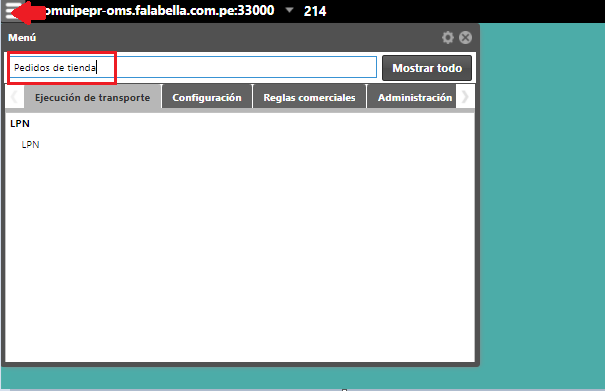 omuipepr-oms.falabella.com.pe:33000 214
Menú
Pedidos de tienda Mostrar todo
Ejecución de transporte Configuración Reglas comerciales Administración
LPN
LPN